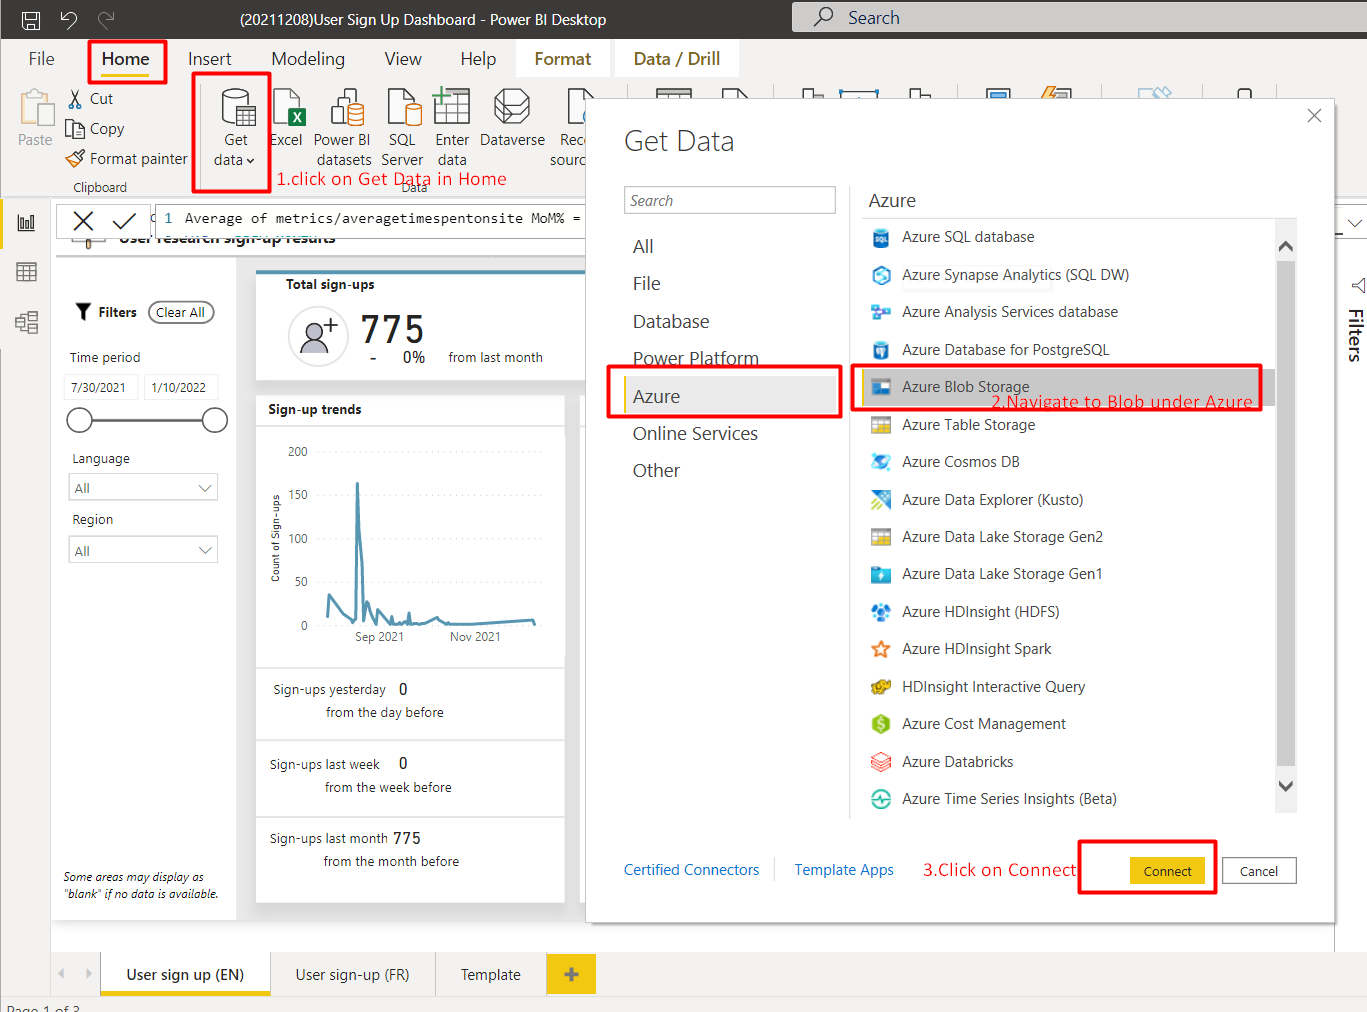 (20211208)User Sign Up Dashboard - Power BI Desktop
Search
File
Home
Insert
Modeling
View
Help
Format
Data / Drill
Paste
Cut
Copy
Format painter
Clipboard
Get data
Excel
Power BI datasets
SQL Server
Enter data
Dataverse
Rec
sour
Data
1.click on Get Data in Home
1 Average of metrics/averagetimespentonsite MoM% =
User research sign-up results
Filters
Clear All
Time period
7/30/2021
1/10/2022
Language
All
Region
All
Some areas may display as
"blank" if no data is available.
Total sign-ups
775
- 0% from last month
Sign-up trends
Count of Sign-ups
200
150
100
50
0
Sep 2021
Nov 2021
Sign-ups yesterday 0
from the day before
Sign-ups last week 0
from the week before
Sign-ups last month 775
from the month before
Get Data
Search
All
File
Database
Power Platform
Azure
Online Services
Other
Azure
Azure SQL database
Azure Synapse Analytics (SQL DW)
Azure Analysis Services database
Azure Database for PostgreSQL
Azure Blob Storage
2.Navigate to Blob under Azure
Azure Table Storage
Azure Cosmos DB
Azure Data Explorer (Kusto)
Azure Data Lake Storage Gen2
Azure Data Lake Storage Gen1
Azure HDInsight (HDFS)
Azure HDInsight Spark
HDInsight Interactive Query
Azure Cost Management
Azure Databricks
Azure Time Series Insights (Beta)
Certified Connectors
Template Apps
3.Click on Connect
Connect
Cancel
Filters
User sign up (EN)
User sign-up (FR)
Template
Page 1 of 3